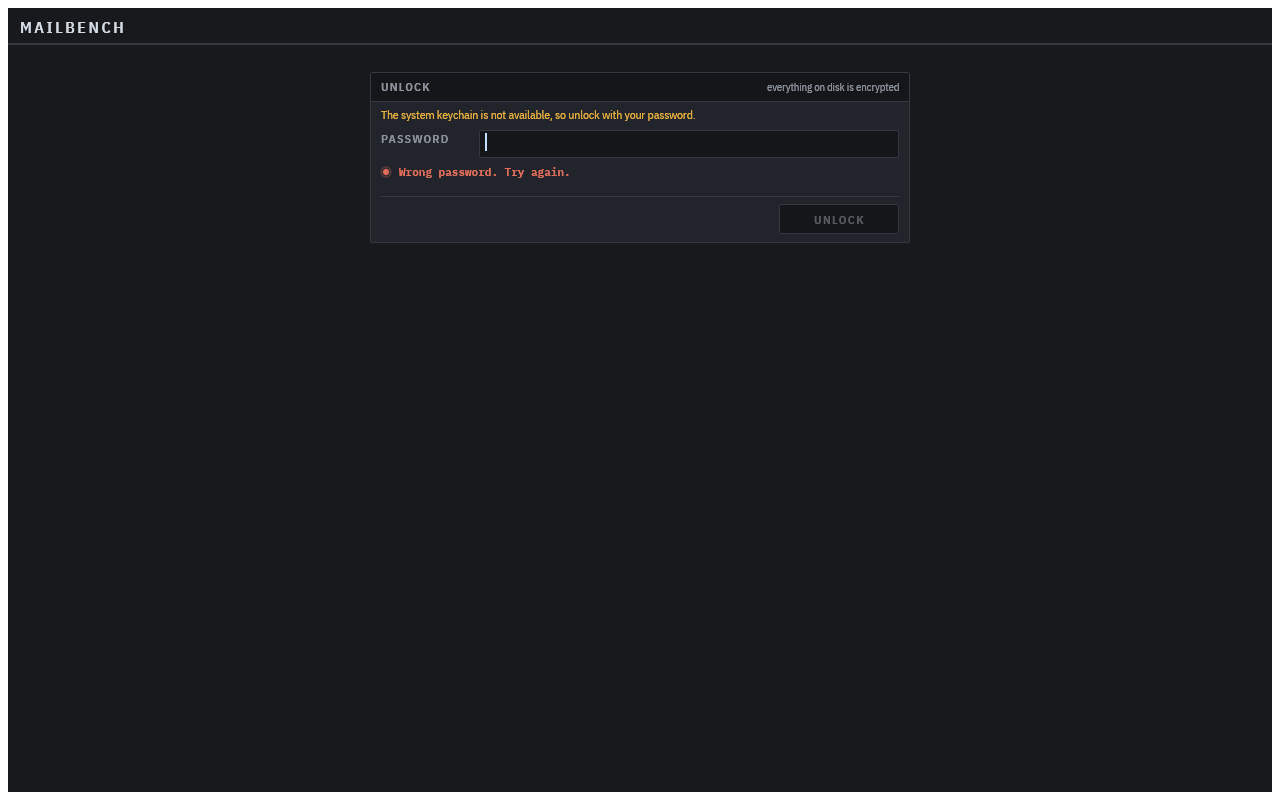 MAILBENCH
UNLOCK
everything on disk is encrypted
The system keychain is not available, so unlock with your password.
PASSWORD
Wrong password. Try again.
UNLOCK